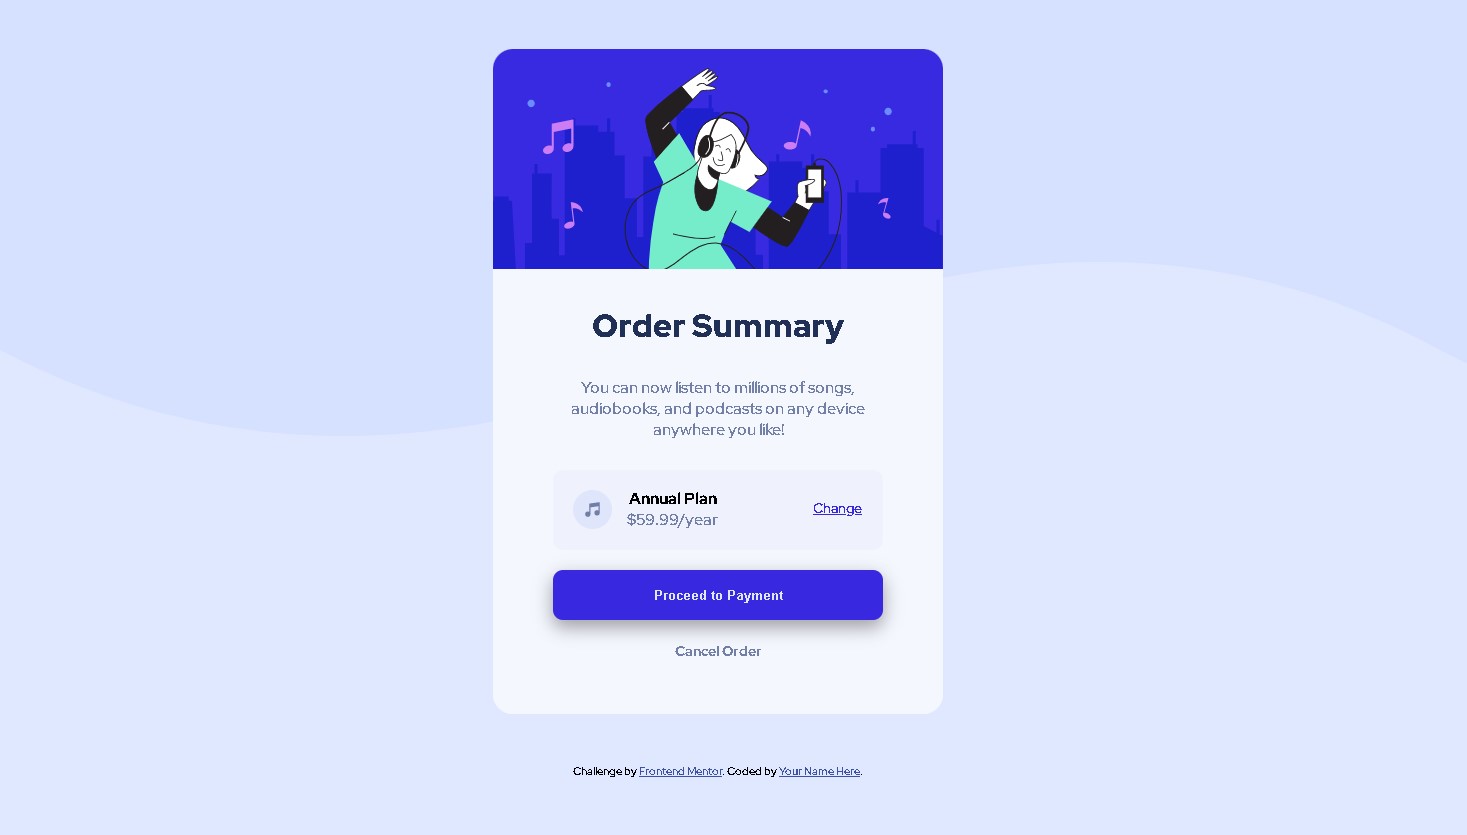 Order Summary
You can now listen to millions of songs,
audiobooks, and podcasts on any device
anywhere you like!
Annual Plan
$59.99/year
Change
Proceed to Payment
Cancel Order
Challenge by Frontend Mentor. Coded by Your Name Here.